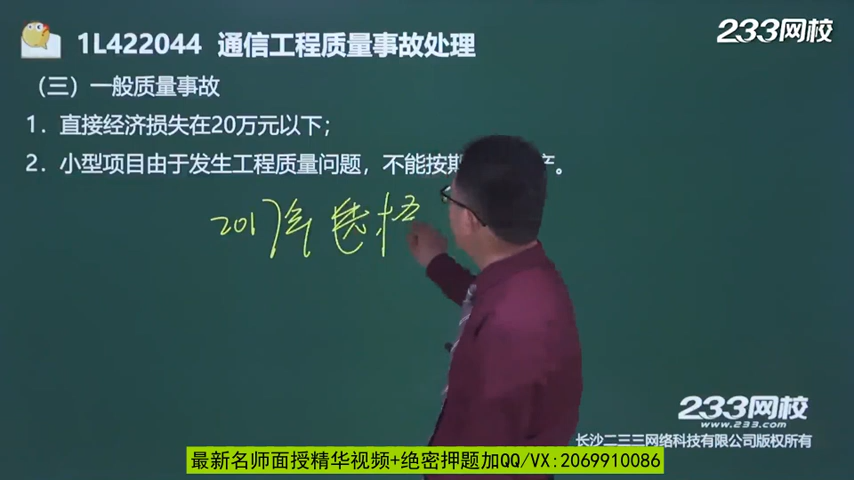 1L422044 通信工程质量事故处理
233网校
（三）一般质量事故
1. 直接经济损失在20万元以下；
2. 小型项目由于发生工程质量问题，不能按期 产。
2017年
233网校
www.233.com
长沙二三三网络科技有限公司版权所有
最新名师面授精华视频+绝密押题加QQ/VX:2069910086